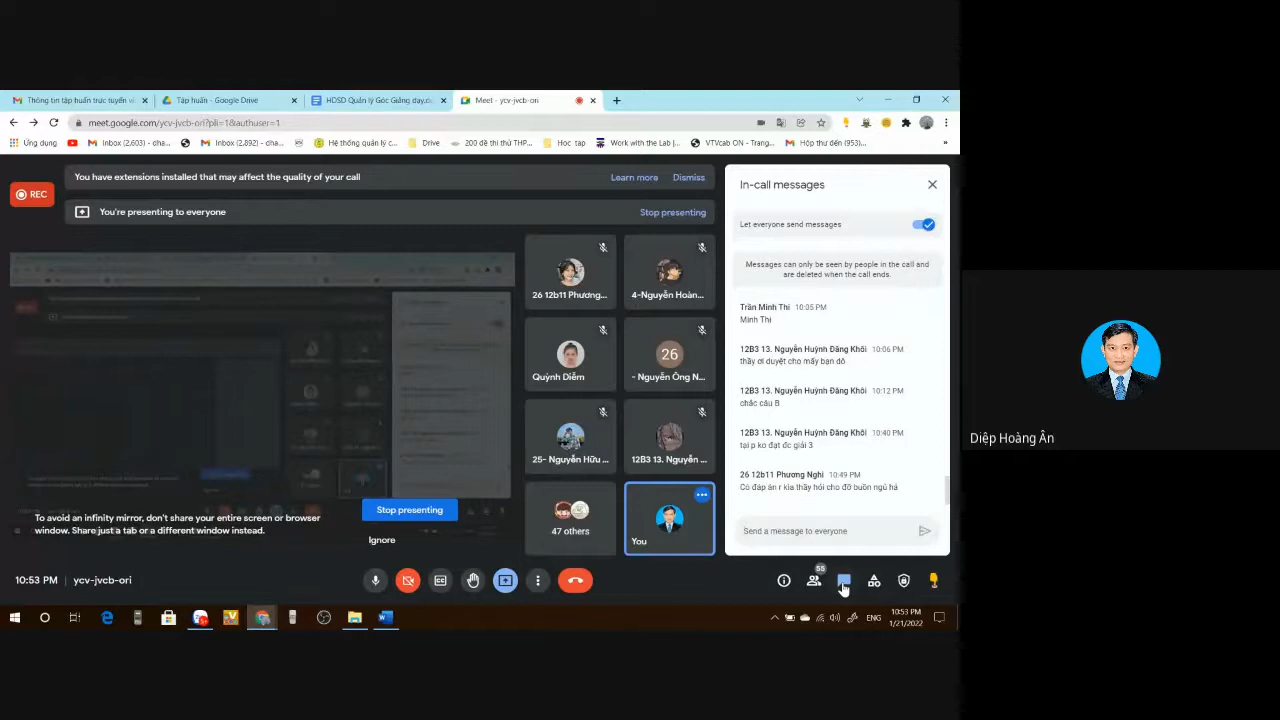 Thông tin tập huấn trực tuyến v
Tập huấn - Google Drive
HDSD Quản lý Góc Giảng dạy.d
Meet - ycv-jvcb-ori
meet.google.com/ycv-jvcb-ori?pli=1&authuser=1
Ứng dụng
Inbox (2,603) - cha...
Inbox (2,892) - cha...
Hệ thống quản lý c...
Drive
200 đề thi thử THP...
Học tập
Work with the Lab |...
VTVcab ON - Trang...
Hộp thư đến (953)...
»
REC
You have extensions installed that may affect the quality of your call
Learn more
Dismiss
You're presenting to everyone
Stop presenting
To avoid an infinity mirror, don't share your entire screen or browser
window. Share just a tab or a different window instead.
Stop presenting
Ignore
26 12b11 Phương...
4-Nguyễn Hoàn...
Quỳnh Diễm
26
- Nguyễn Ông N...
25- Nguyễn Hữu ...
12B3 13. Nguyễn ...
47 others
You
In-call messages
Let everyone send messages
Messages can only be seen by people in the call and
are deleted when the call ends.
Trần Minh Thi 10:05 PM
Minh Thi
12B3 13. Nguyễn Huỳnh Đăng Khôi 10:06 PM
thầy ơi duyệt cho mấy bạn đó
12B3 13. Nguyễn Huỳnh Đăng Khôi 10:12 PM
chắc câu B
12B3 13. Nguyễn Huỳnh Đăng Khôi 10:40 PM
tại p ko đạt đc giải 3
26 12b11 Phương Nghi 10:49 PM
Có đáp án r kìa thầy hỏi cho đỡ buồn ngủ hả
Send a message to everyone
10:53 PM
ycv-jvcb-ori
55
ENG
10:53 PM
1/21/2022
Diệp Hoàng Ân